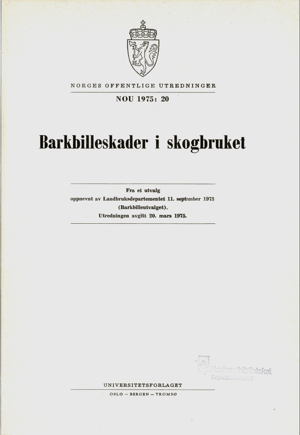 NORGES OFFENTLIGE UTREDNINGER
NOU 1975: 20
Barkbilleskader i skogbruket
Fra et utvalg
oppnevnt av Landbruksdepartementet 11. september 1973
(Barkbilleutvalget).
Utredningen avgitt 20. mars 1975.
UNIVERSITETSFORLAGET
OSLO – BERGEN – TROMSØ